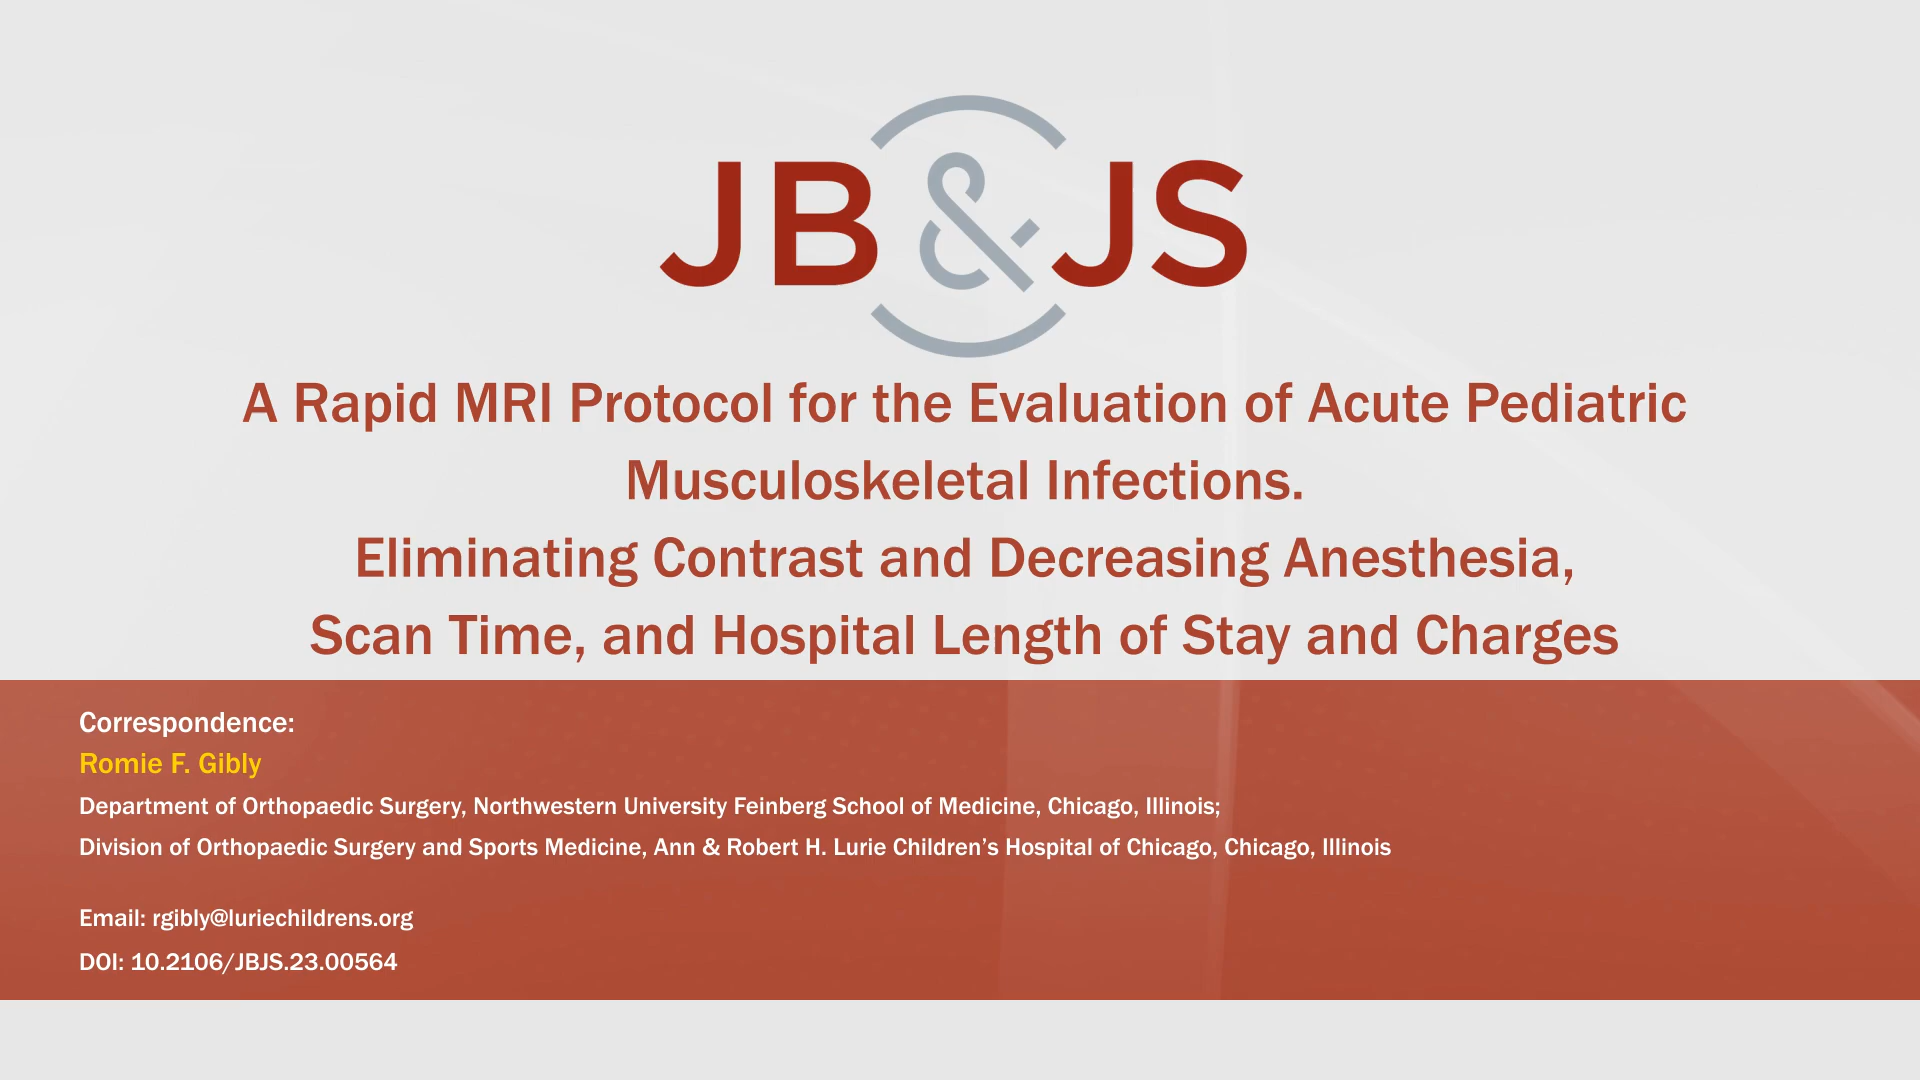 JB&JS
A Rapid MRI Protocol for the Evaluation of Acute Pediatric
Musculoskeletal Infections.
Eliminating Contrast and Decreasing Anesthesia,
Scan Time, and Hospital Length of Stay and Charges
Correspondence:
Romie F. Gibly
Department of Orthopaedic Surgery, Northwestern University Feinberg School of Medicine, Chicago, Illinois;
Division of Orthopaedic Surgery and Sports Medicine, Ann & Robert H. Lurie Children’s Hospital of Chicago, Chicago, Illinois
Email: rgibly@luriechildrens.org
DOI: 10.2106/JBJS.23.00564